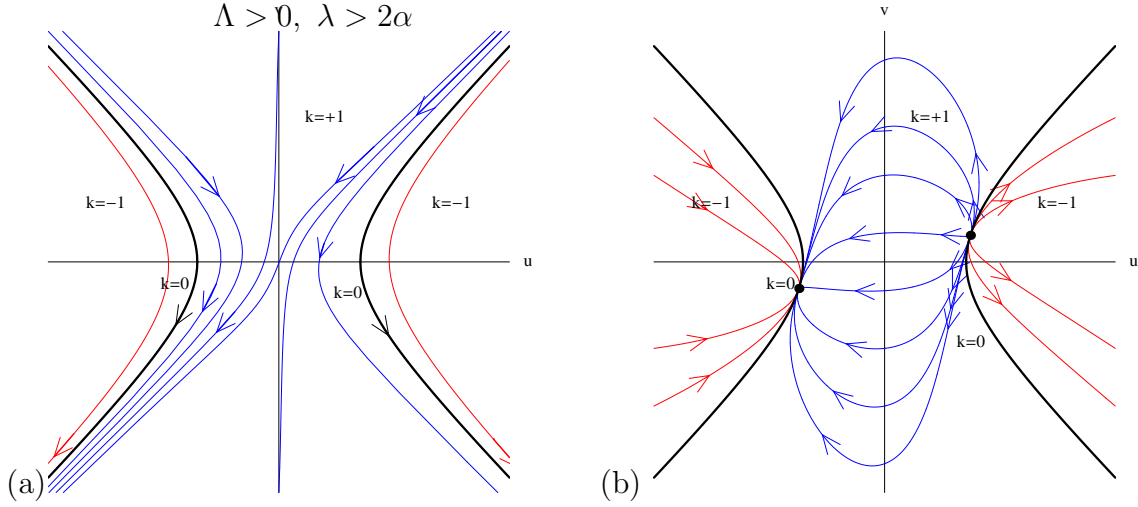 Λ > 0, λ > 2α
v
k=+1
k=−1
k=−1
u
k=0
k=0
(a)
v
k=+1
k=−1
k=−1
u
k=0
k=0
(b)